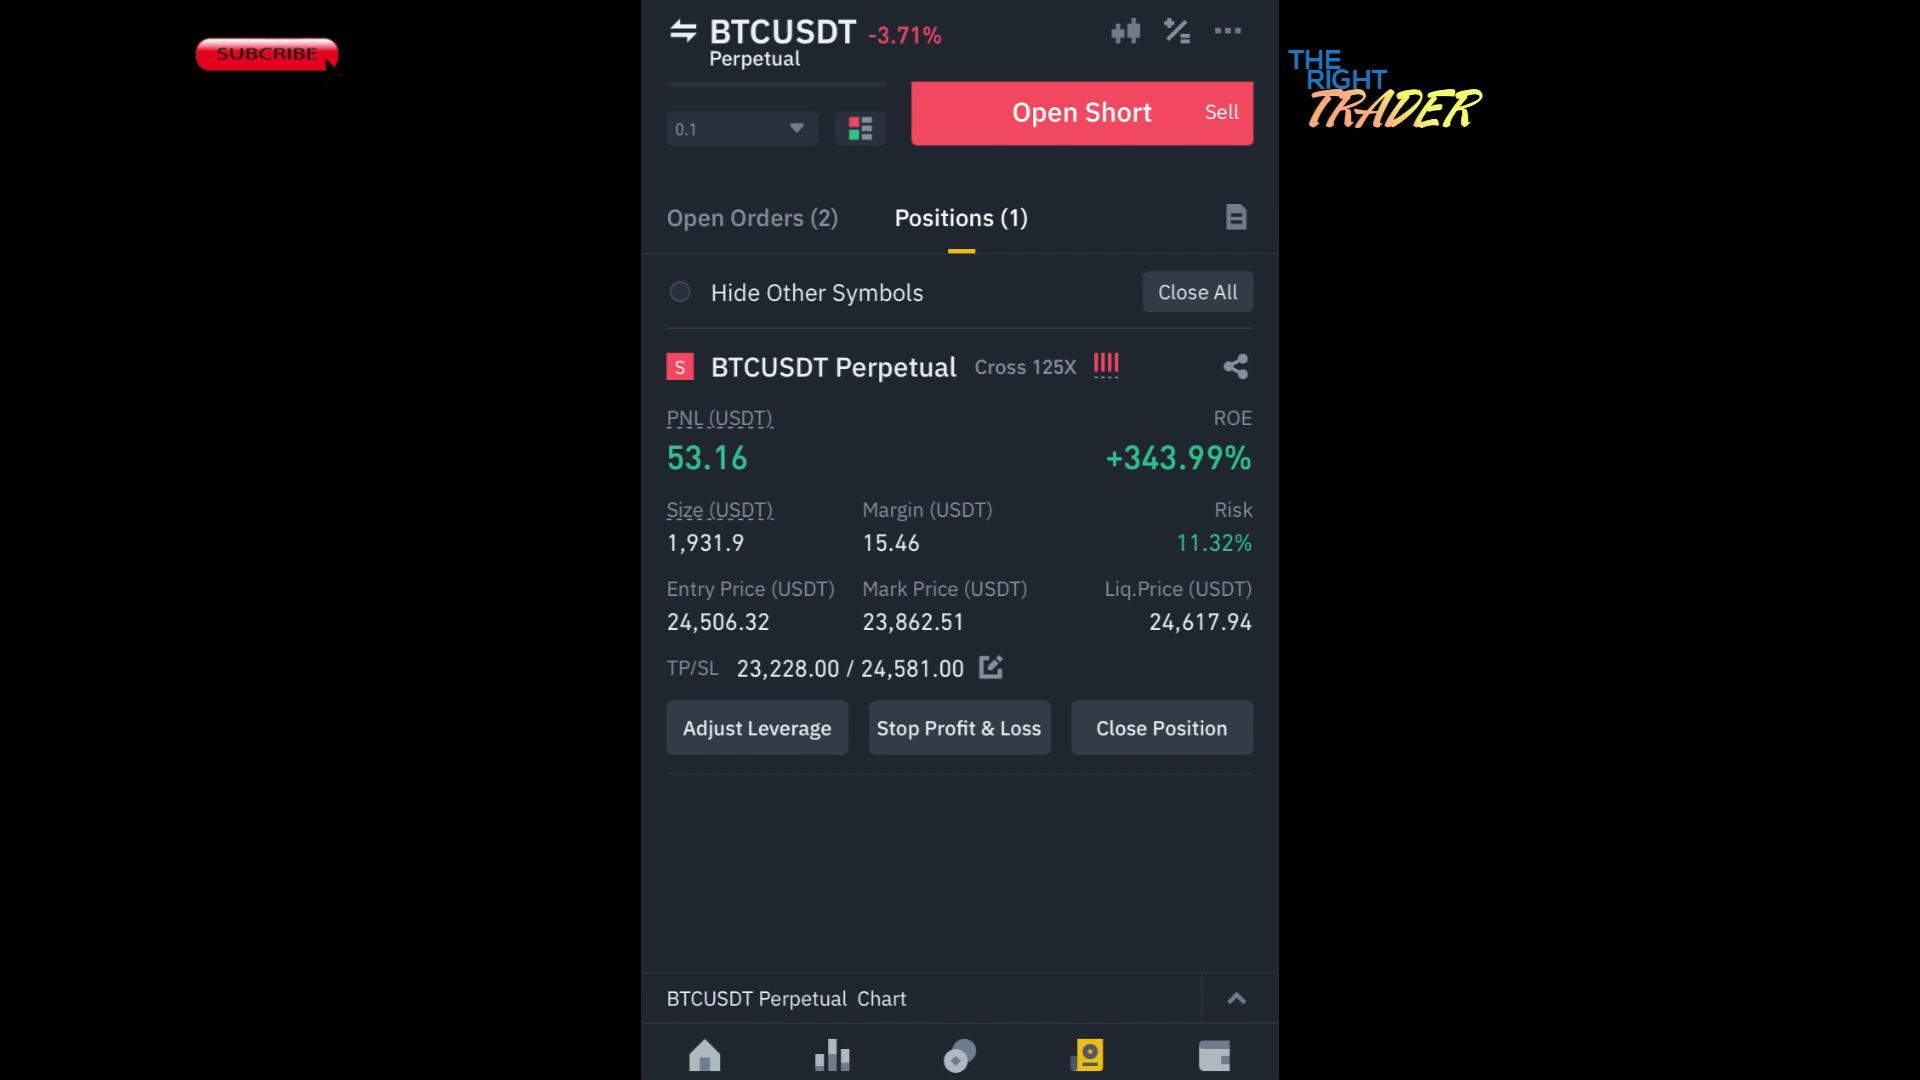 SUBCRIBE
BTCUSDT -3.71%
Perpetual
THE
RIGHT
TRADER
0.1
Open Short Sell
Open Orders (2) Positions (1)
Hide Other Symbols Close All
S BTCUSDT Perpetual Cross 125X
PNL (USDT) ROE
53.16 +343.99%
Size (USDT) Margin (USDT) Risk
1,931.9 15.46 11.32%
Entry Price (USDT) Mark Price (USDT) Liq.Price (USDT)
24,506.32 23,862.51 24,617.94
TP/SL 23,228.00 / 24,581.00
Adjust Leverage Stop Profit & Loss Close Position
BTCUSDT Perpetual Chart